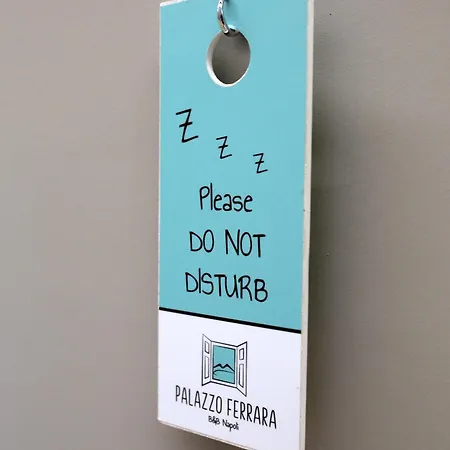 Z
Z
Z
Please
DO NOT
DISTURB
PALAZZO FERRARA
B&B Napoli